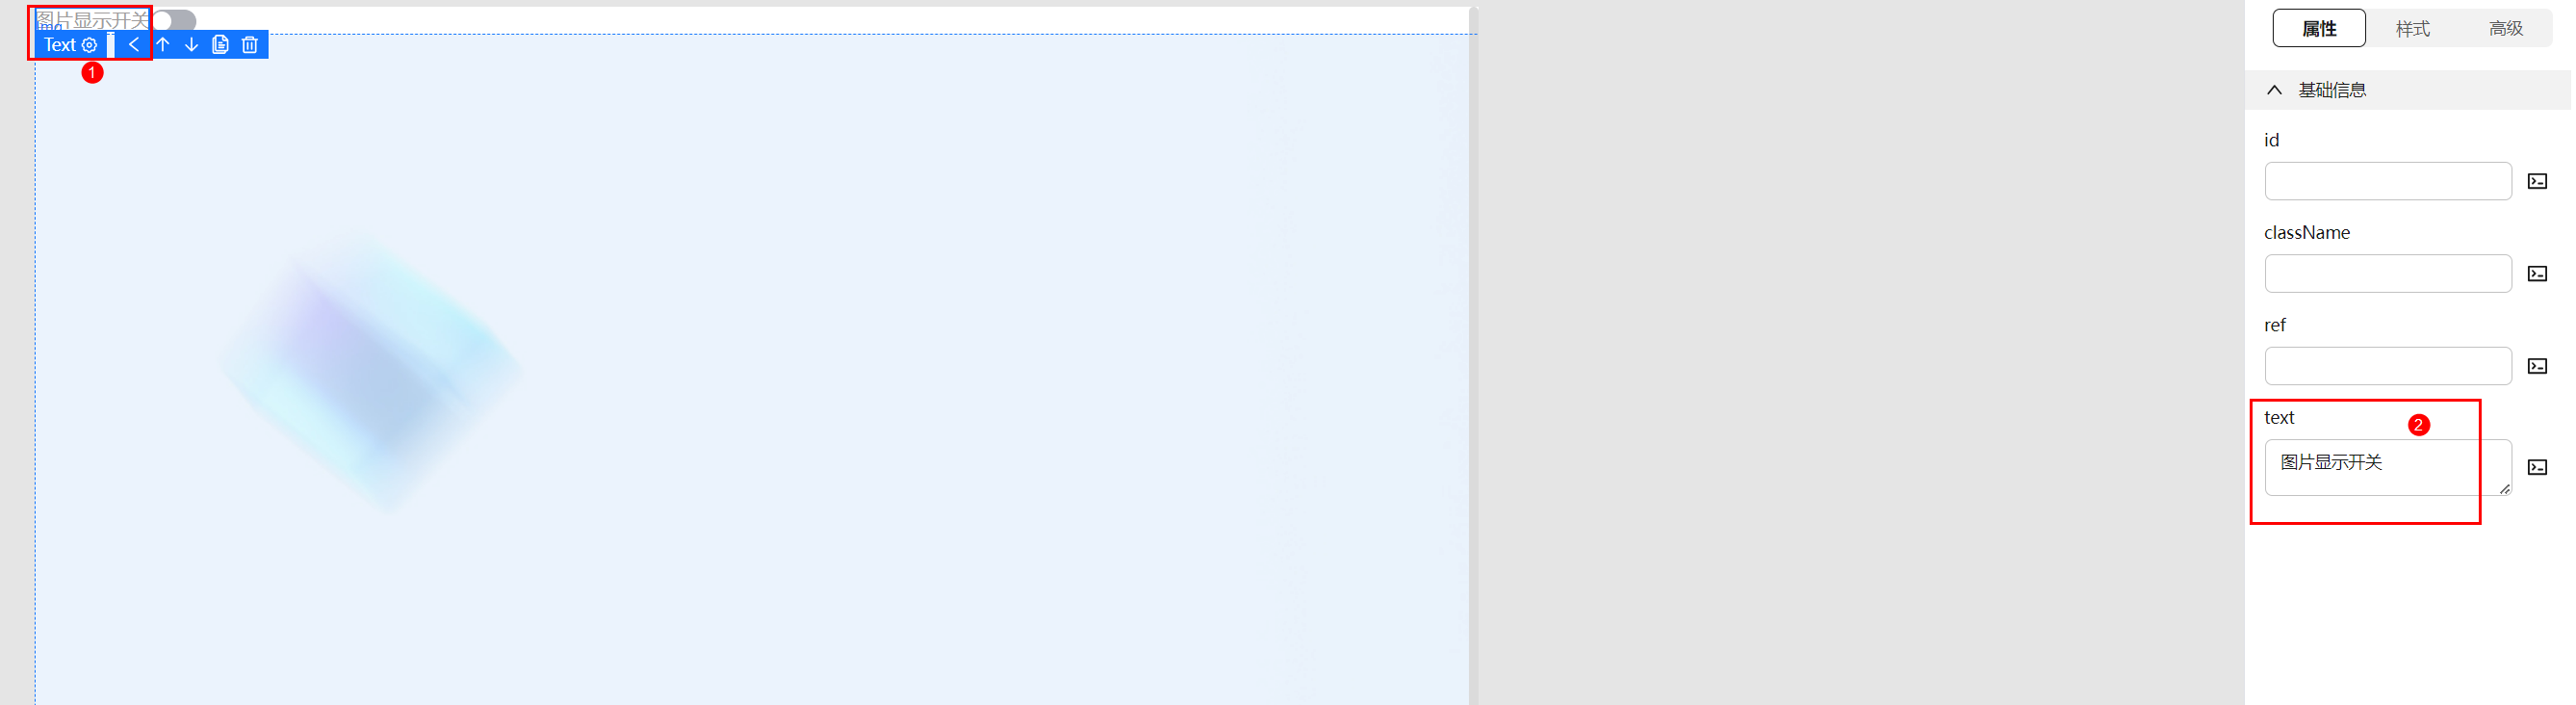 图片显示开关
Img
Text
1
属性 样式 高级
基础信息
id
className
ref
text
2
图片显示开关